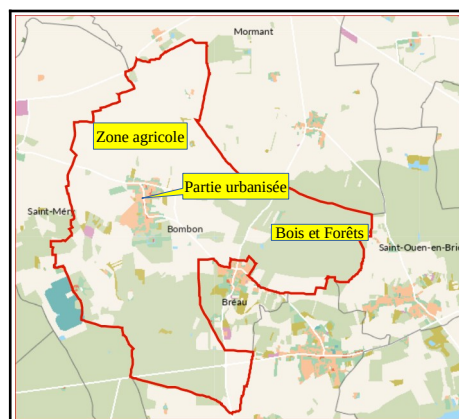 Mormant
Zone agricole
Partie urbanisée
Saint-Méry
Bombon
Bois et Forêts
Saint-Ouen-en-Brie
Bréau